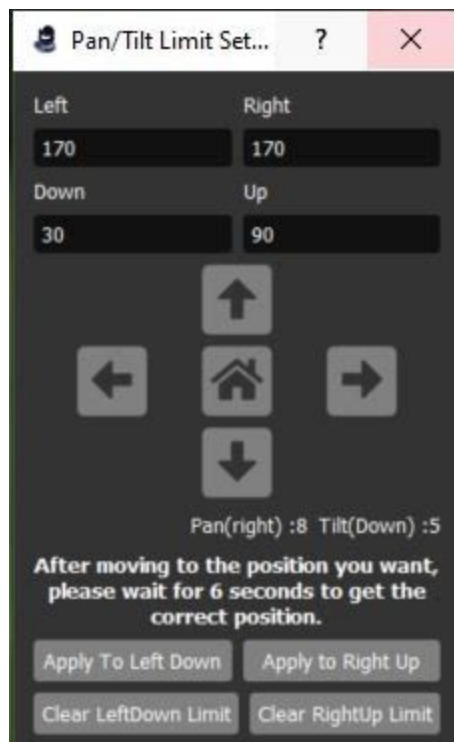 Pan/Tilt Limit Set... ? ×
Left Right
170 170
Down Up
30 90
Pan(right) :8 Tilt(Down) :5
After moving to the position you want,
please wait for 6 seconds to get the
correct position.
Apply To Left Down Apply to Right Up
Clear LeftDown Limit Clear RightUp Limit